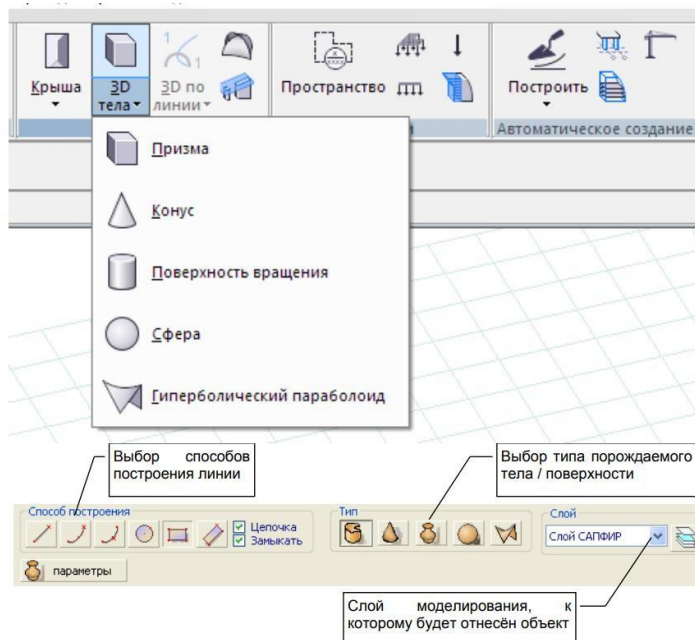 Крыша
3D
тела
3D по
линии
Пространство
Построить
Автоматическое создание
Призма
Конус
Поверхность вращения
Сфера
Гиперболический параболоид
Выбор способов
построения линии
Выбор типа порождаемого
тела / поверхности
Способ построения
Цепочка
Замыкать
Тип
Слой
Слой САПФИР
параметры
Слой моделирования, к
которому будет отнесён объект